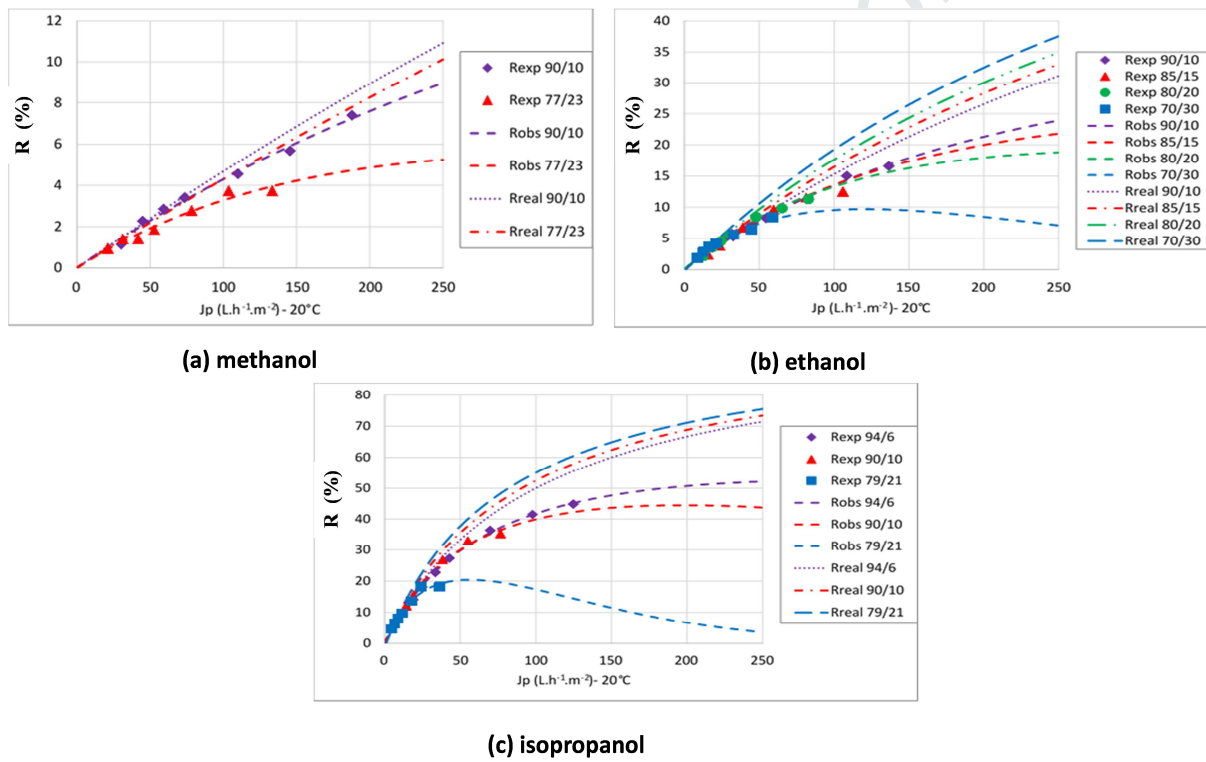 12
10
8
6
4
2
0
R (%)
0 50 100 150 200 250
Jp (L.h⁻¹.m⁻²)- 20°C
Rexp 90/10
Rexp 77/23
Robs 90/10
Robs 77/23
Rreal 90/10
Rreal 77/23
(a) methanol
40
35
30
25
20
15
10
5
0
R (%)
0 50 100 150 200 250
Jp (L.h⁻¹.m⁻²)- 20°C
Rexp 90/10
Rexp 85/15
Rexp 80/20
Rexp 70/30
Robs 90/10
Robs 85/15
Robs 80/20
Robs 70/30
Rreal 90/10
Rreal 85/15
Rreal 80/20
Rreal 70/30
(b) ethanol
80
70
60
50
40
30
20
10
0
R (%)
0 50 100 150 200 250
Jp (L.h⁻¹.m⁻²)- 20°C
Rexp 94/6
Rexp 90/10
Rexp 79/21
Robs 94/6
Robs 90/10
Robs 79/21
Rreal 94/6
Rreal 90/10
Rreal 79/21
(c) isopropanol